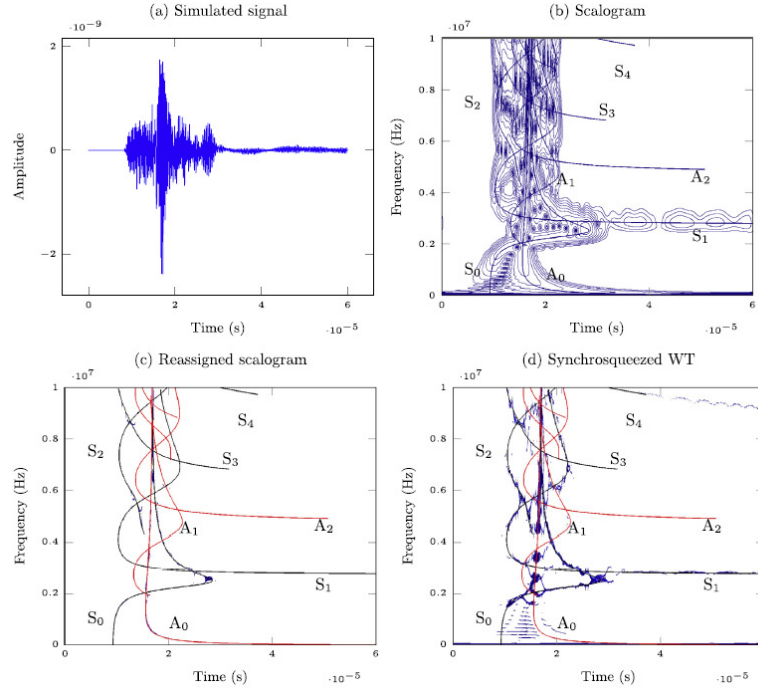 (a) Simulated signal
·10⁻⁹
2
0
−2
Amplitude
0 2 4 6
Time (s)
·10⁻⁵
(b) Scalogram
·10⁷
1
0.8
0.6
0.4
0.2
0
Frequency (Hz)
S₄
S₂
S₃
A₁
A₂
S₁
S₀
A₀
2 4 6
Time (s)
·10⁻⁵
(c) Reassigned scalogram
·10⁷
1
0.8
0.6
0.4
0.2
0
Frequency (Hz)
S₄
S₂
S₃
A₁
A₂
S₁
S₀
A₀
2 4 6
Time (s)
·10⁻⁵
(d) Synchrosqueezed WT
·10⁷
1
0.8
0.6
0.4
0.2
0
Frequency (Hz)
S₄
S₂
S₃
A₁
A₂
S₁
S₀
A₀
2 4 6
Time (s)
·10⁻⁵